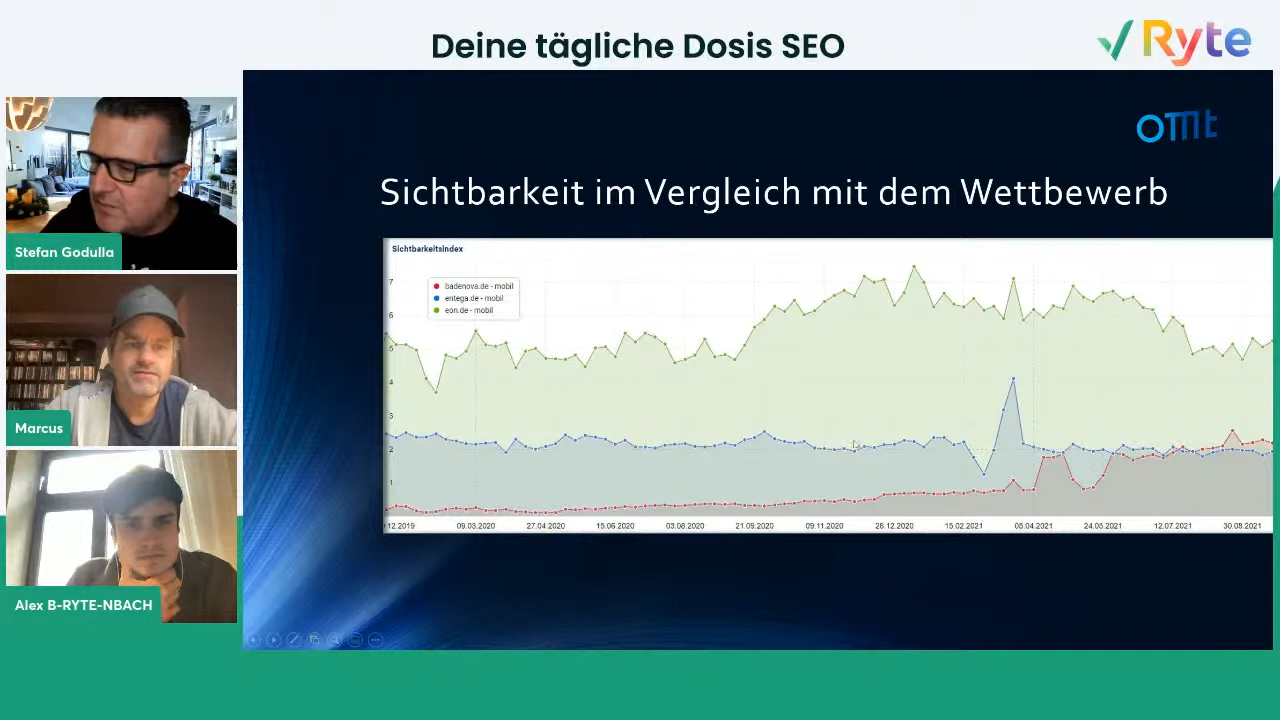 Deine tägliche Dosis SEO
Ryte
omt
Sichtbarkeit im Vergleich mit dem Wettbewerb
Sichtbarkeitsindex
badenova.de - mobil
entega.de - mobil
eon.de - mobil
7
6
5
4
3
2
1
.12.2019
09.03.2020
27.04.2020
15.06.2020
03.08.2020
21.09.2020
09.11.2020
28.12.2020
15.02.2021
05.04.2021
24.05.2021
12.07.2021
30.08.2021
Stefan Godulla
Marcus
Alex B-RYTE-NBACH